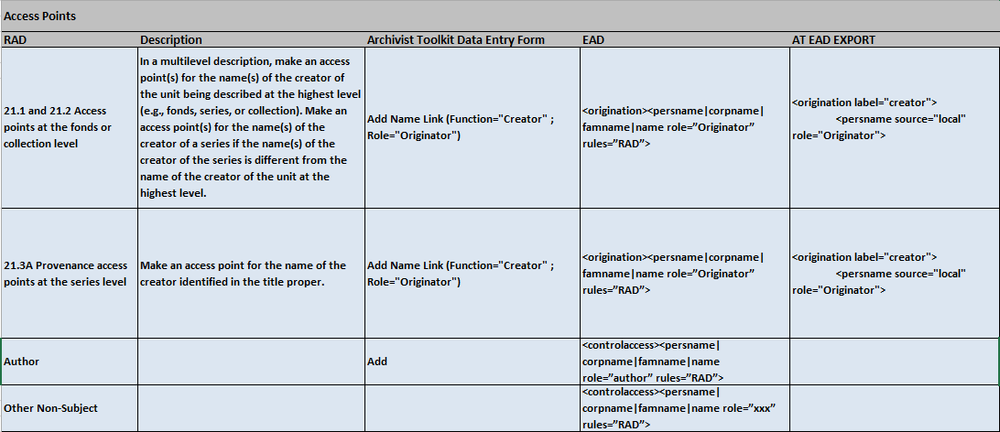 Access Points
RAD
Description
Archivist Toolkit Data Entry Form
EAD
AT EAD EXPORT
21.1 and 21.2 Access
points at the fonds or
collection level
In a multilevel description, make an access
point(s) for the name(s) of the creator of
the unit being described at the highest level
(e.g., fonds, series, or collection). Make an
access point(s) for the name(s) of the
creator of a series if the name(s) of the
creator of the series is different from the
name of the creator of the unit at the
highest level.
Add Name Link (Function="Creator" ;
Role="Originator")
<origination><persname|corpname|
famname|name role=”Originator”
rules=”RAD”>
<origination label="creator">
<persname source="local"
role="Originator">
21.3A Provenance access
points at the series level
Make an access point for the name of the
creator identified in the title proper.
Add Name Link (Function="Creator" ;
Role="Originator")
<origination><persname|corpname|
famname|name role=”Originator”
rules=”RAD”>
<origination label="creator">
<persname source="local"
role="Originator">
Author
Add
<controlaccess><persname|
corpname|famname|name
role=”author” rules=”RAD”>
Other Non-Subject
<controlaccess><persname|
corpname|famname|name role=”xxx”
rules=”RAD”>